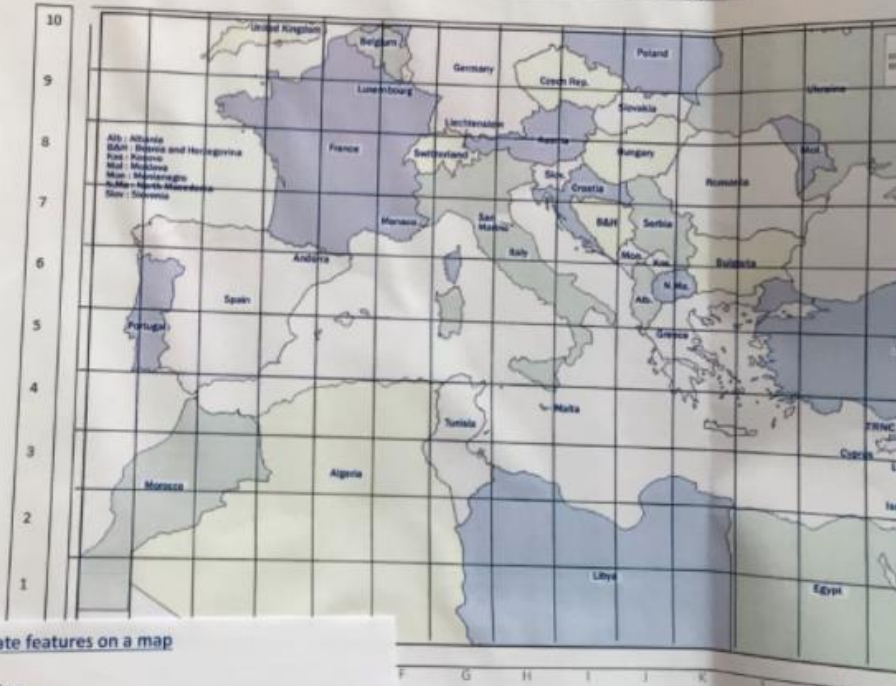 10
United Kingdom
Belgium
Poland
Germany
9
Czech Rep.
Luxembourg
Ukraine
Slovakia
Liechtenstein
8
Alb : Albania
B&H : Bosnia and Herzegovina
Kos : Kosovo
Mol : Moldova
Mon : Montenegro
N.Ma : North Macedonia
Slov : Slovenia
France
Austria
Switzerland
Hungary
Mol.
Slov.
Romania
Croatia
7
Monaco
San Marino
B&H
Serbia
Italy
Mon.
Kos.
Bulgaria
6
Andorra
N.Ma.
Spain
Alb.
5
Portugal
Greece
4
Malta
Tunisia
TRNC
3
Cyprus
Algeria
Morocco
2
Libya
1
Egypt
ate features on a map
F G H I J K